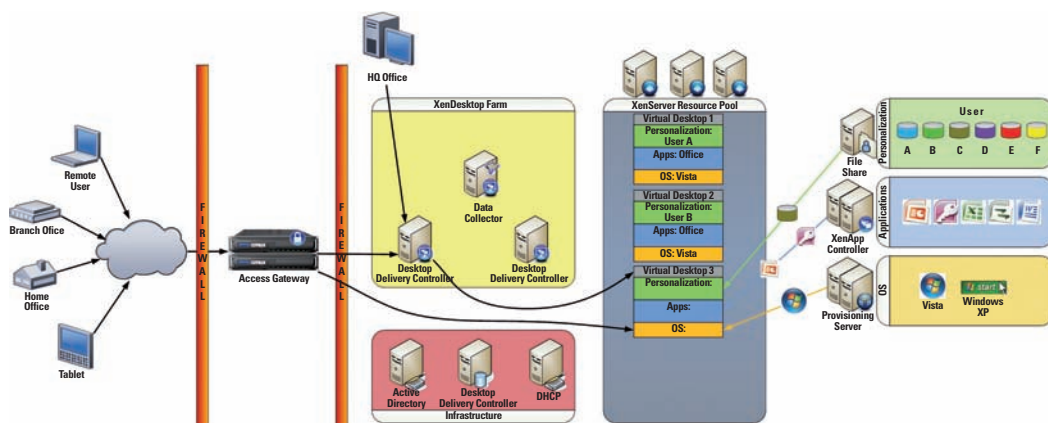 Remote
User
Branch Ofice
Home
Office
Tablet
FIREWALL
Access Gateway
FIREWALL
HQ Office
XenDesktop Farm
Data
Collector
Desktop
Delivery Controller
Desktop
Delivery Controller
Active
Directory
Desktop
Delivery Controller
DHCP
Infrastructure
XenServer Resource Pool
Virtual Desktop 1
Personalization:
User A
Apps: Office
OS: Vista
Virtual Desktop 2
Personalization:
User B
Apps: Office
OS: Vista
Virtual Desktop 3
Personalization:
Apps:
OS:
File
Share
Personalization
User
A B C D E F
XenApp
Controller
Applications
Provisioning
Server
OS
Vista
start
Windows
XP